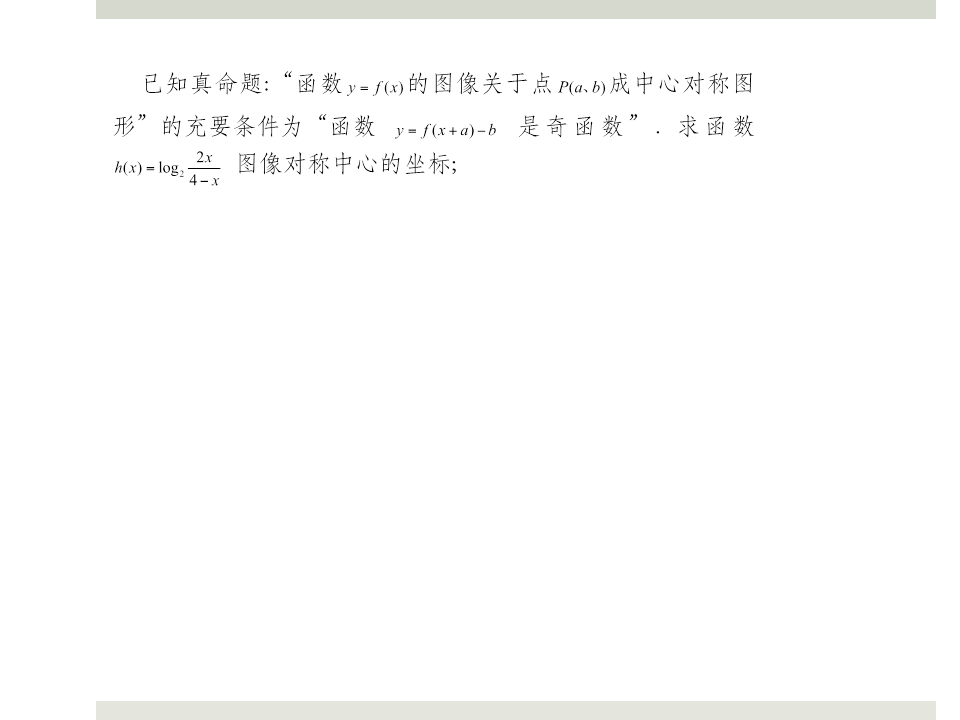 已知真命题:“函数 y = f(x) 的图像关于点 P(a、b) 成中心对称图
形”的充要条件为“函数 y = f(x+a) − b 是奇函数”. 求函数
h(x) = log₂ 2x/(4−x) 图像对称中心的坐标;